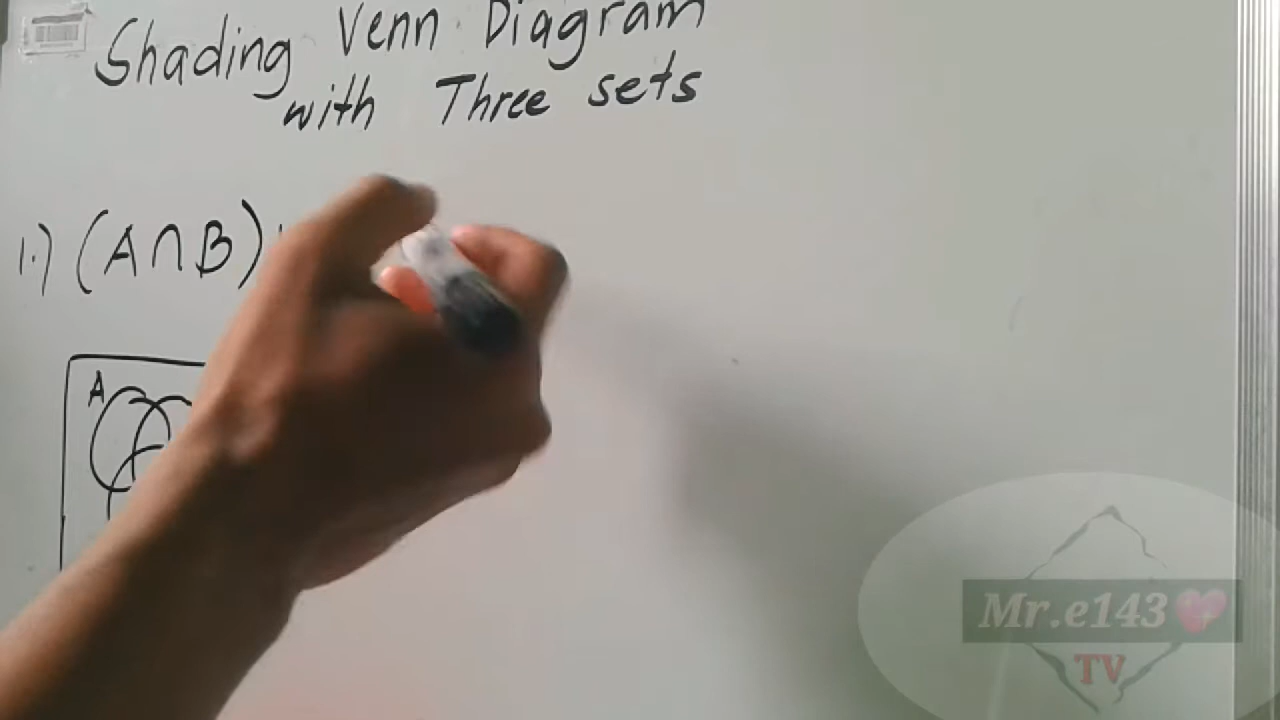 Shading Venn Diagram
with Three sets
1.) (A∩B)
A
Mr.e143
TV